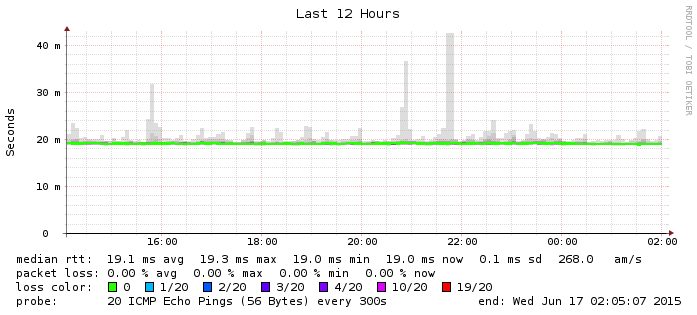 Last 12 Hours
RRDTOOL / TOBI OETIKER
Seconds
40 m
30 m
20 m
10 m
0
16:00 18:00 20:00 22:00 00:00 02:00
median rtt: 19.1 ms avg 19.3 ms max 19.0 ms min 19.0 ms now 0.1 ms sd 268.0 am/s
packet loss: 0.00 % avg 0.00 % max 0.00 % min 0.00 % now
loss color: 0 1/20 2/20 3/20 4/20 10/20 19/20
probe: 20 ICMP Echo Pings (56 Bytes) every 300s end: Wed Jun 17 02:05:07 2015